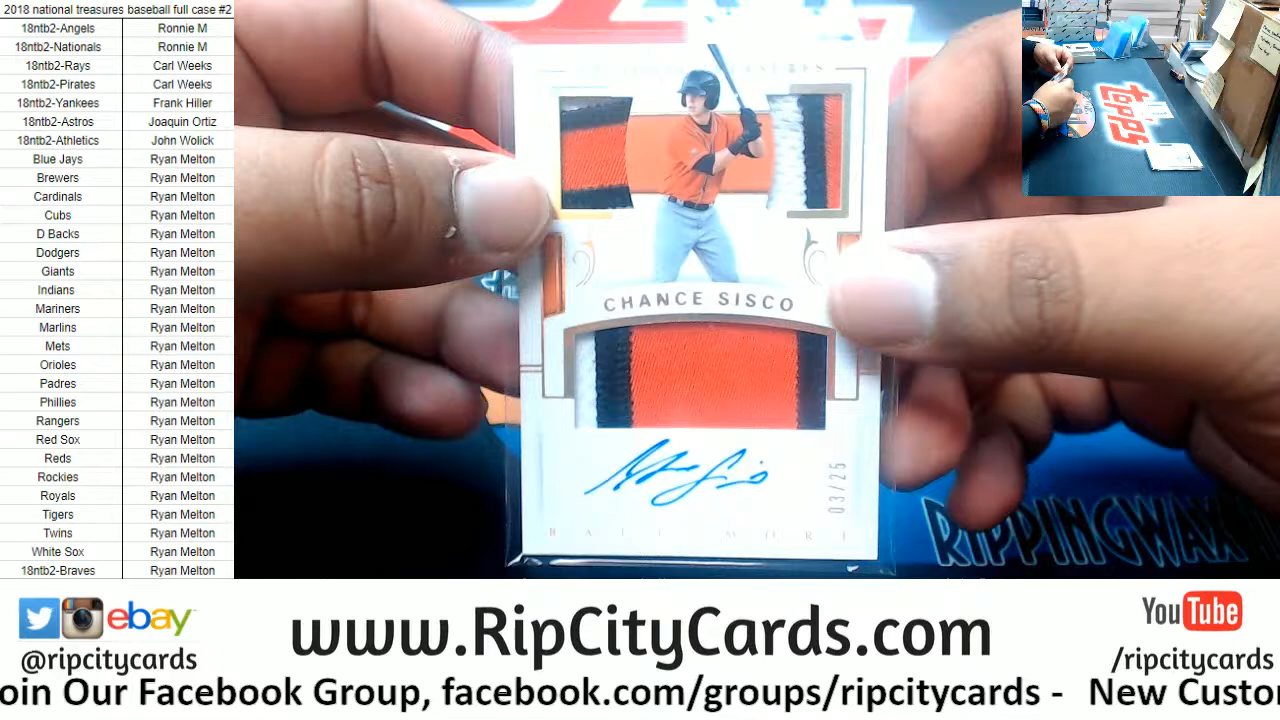 2018 national treasures baseball full case #2
18ntb2-Angels Ronnie M
18ntb2-Nationals Ronnie M
18ntb2-Rays Carl Weeks
18ntb2-Pirates Carl Weeks
18ntb2-Yankees Frank Hiller
18ntb2-Astros Joaquin Ortiz
18ntb2-Athletics John Wolick
Blue Jays Ryan Melton
Brewers Ryan Melton
Cardinals Ryan Melton
Cubs Ryan Melton
D Backs Ryan Melton
Dodgers Ryan Melton
Giants Ryan Melton
Indians Ryan Melton
Mariners Ryan Melton
Marlins Ryan Melton
Mets Ryan Melton
Orioles Ryan Melton
Padres Ryan Melton
Phillies Ryan Melton
Rangers Ryan Melton
Red Sox Ryan Melton
Reds Ryan Melton
Rockies Ryan Melton
Royals Ryan Melton
Tigers Ryan Melton
Twins Ryan Melton
White Sox Ryan Melton
18ntb2-Braves Ryan Melton
CHANCE SISCO
03/25
topps
RIPPINGWAX
ebay
@ripcitycards
www.RipCityCards.com
YouTube
/ripcitycards
oin Our Facebook Group, facebook.com/groups/ripcitycards - New Custo